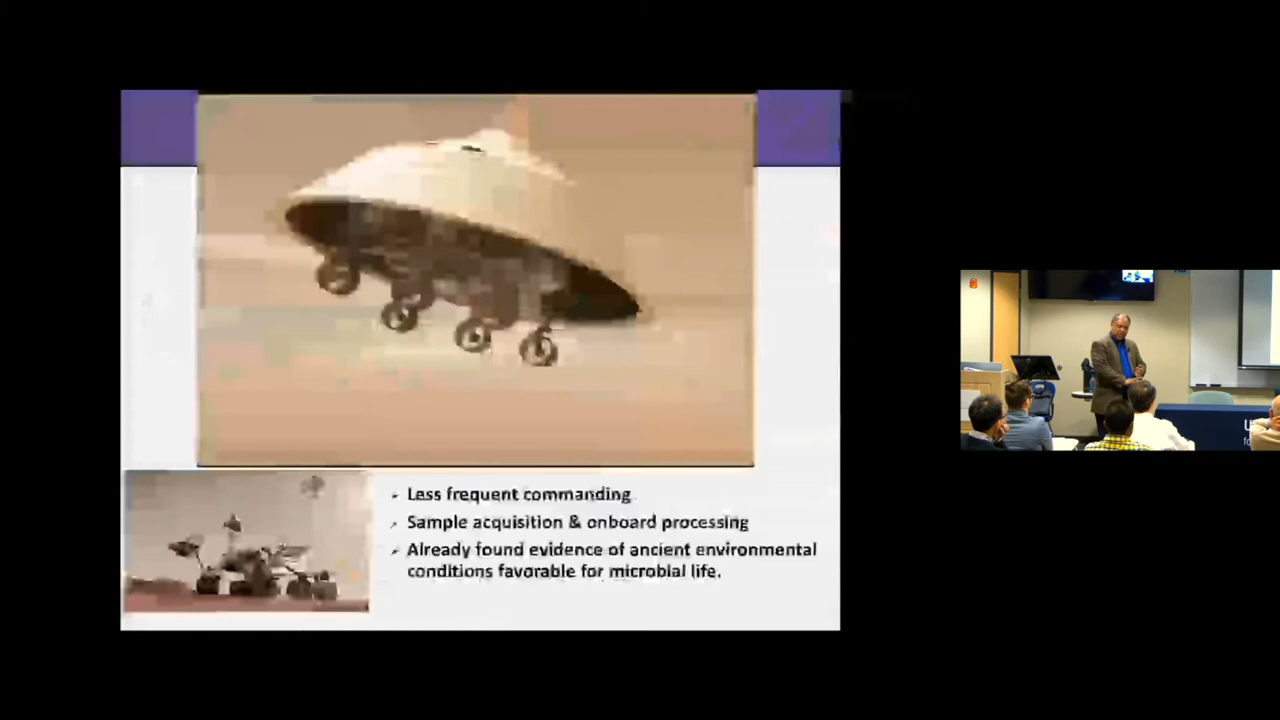 Less frequent commanding
Sample acquisition & onboard processing
Already found evidence of ancient environmental
conditions favorable for microbial life.